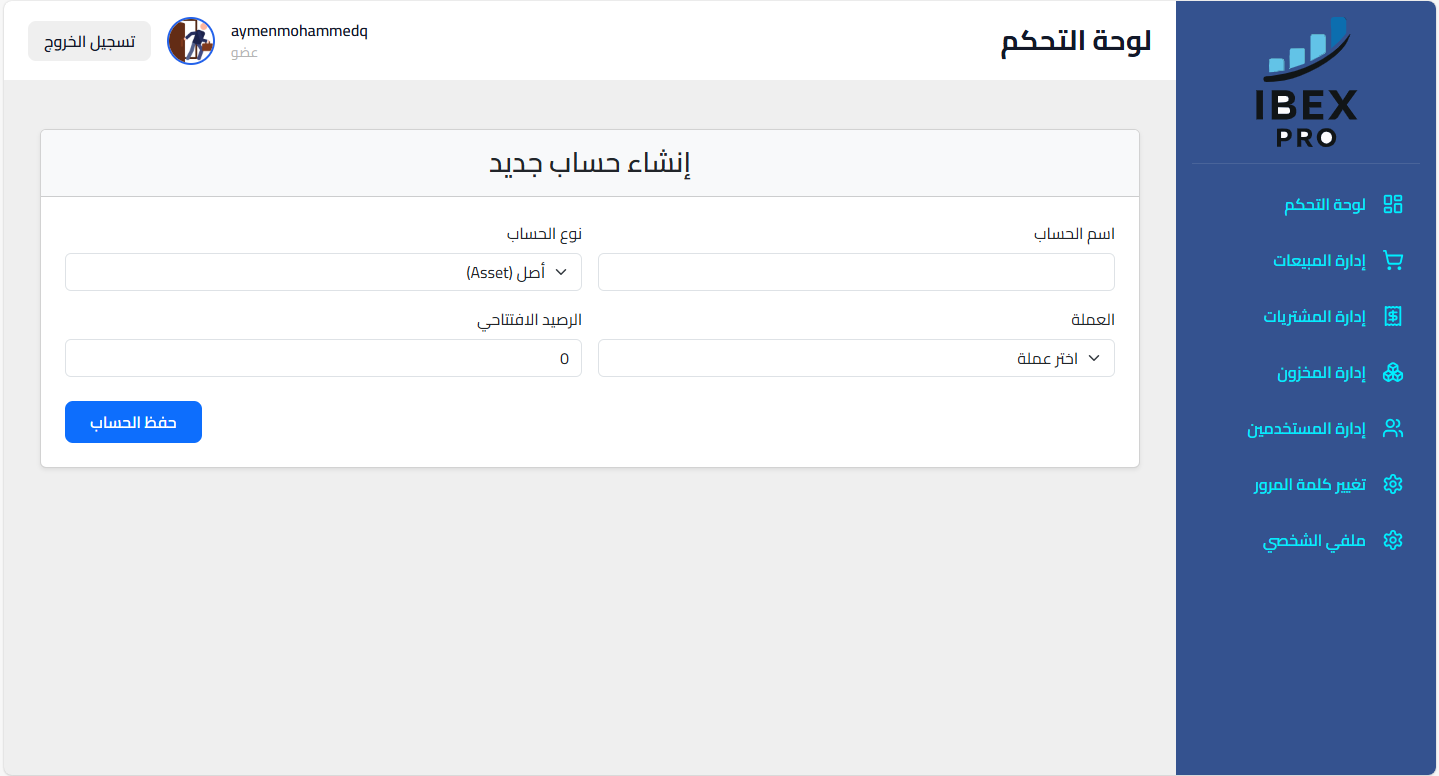 IBEX
PRO
لوحة التحكم
إدارة المبيعات
إدارة المشتريات
إدارة المخزون
إدارة المستخدمين
تغيير كلمة المرور
ملفي الشخصي
لوحة التحكم
aymenmohammedq
عضو
تسجيل الخروج
إنشاء حساب جديد
اسم الحساب
نوع الحساب
أصل (Asset)
العملة
اختر عملة
الرصيد الافتتاحي
0
حفظ الحساب